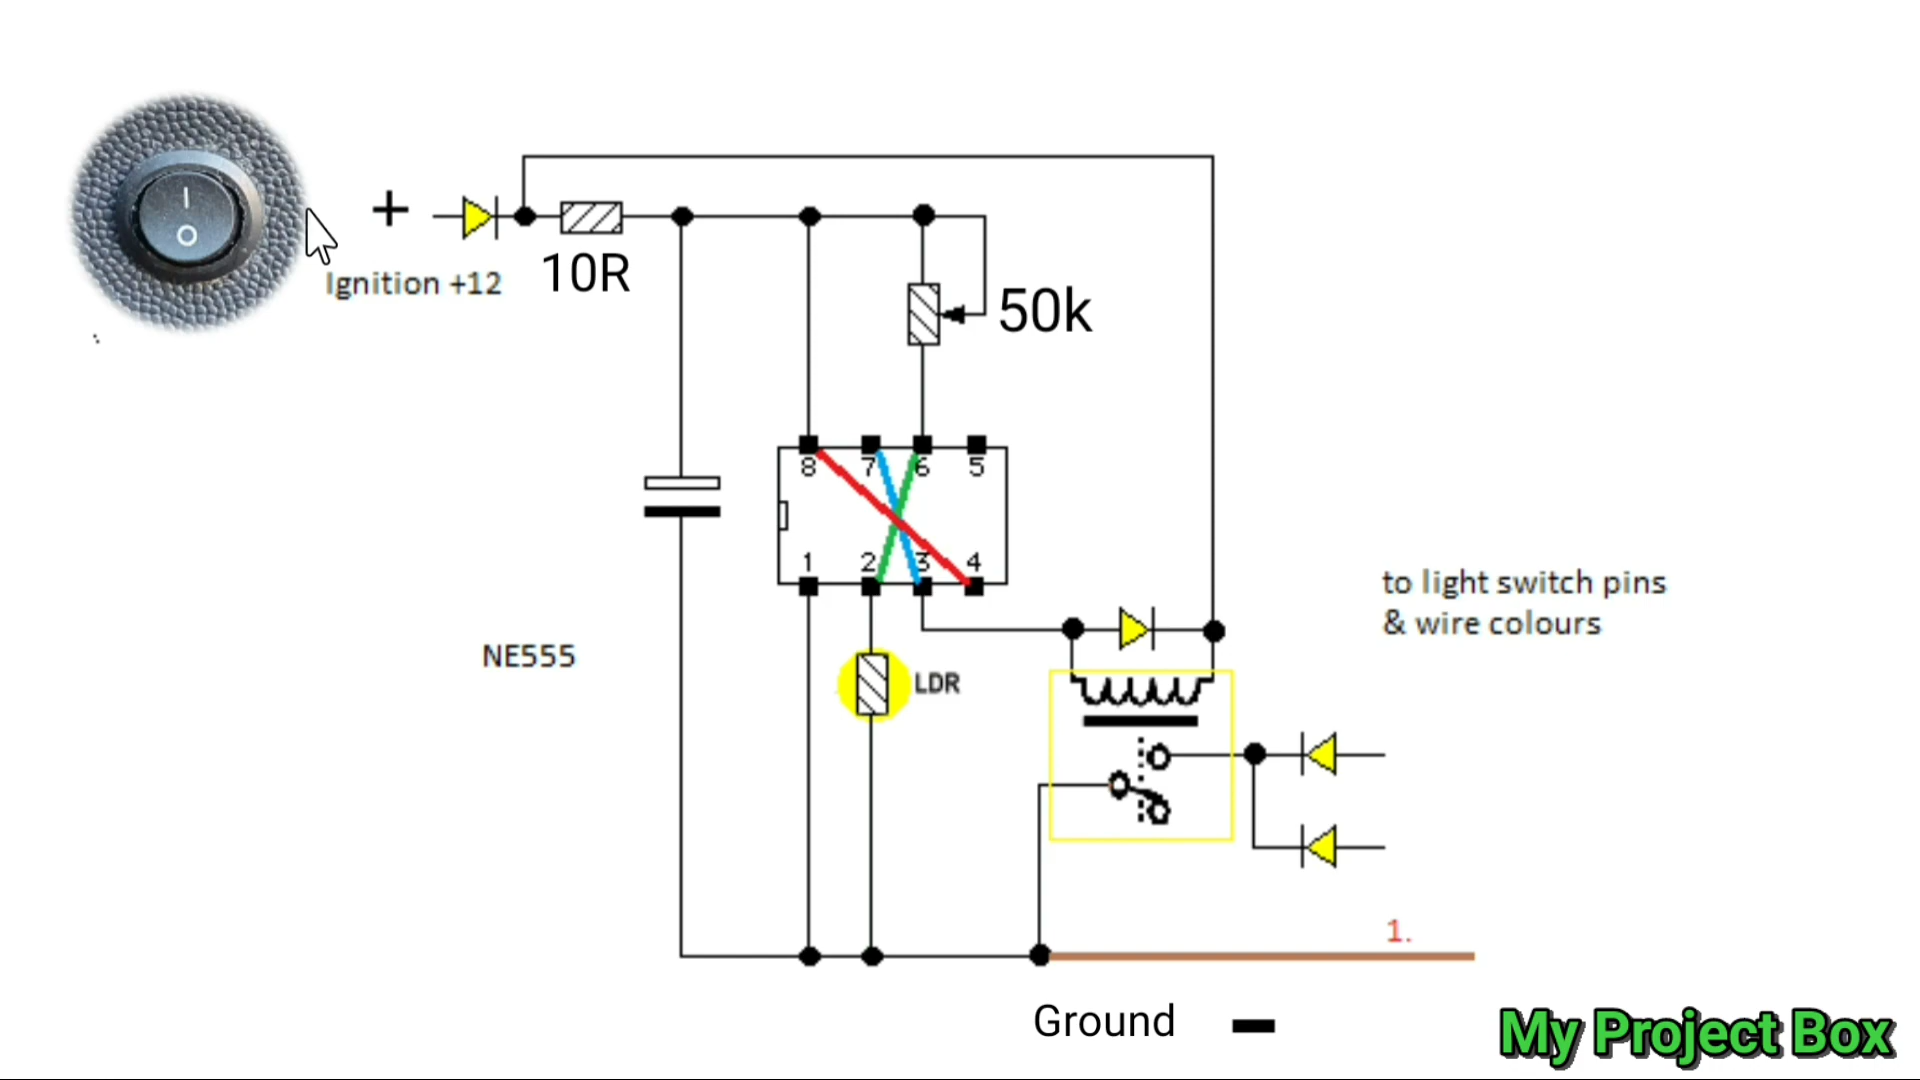 I
O
+
Ignition +12
10R
50k
8 7 6 5
1 2 3 4
NE555
LDR
to light switch pins
& wire colours
1.
Ground -
My Project Box